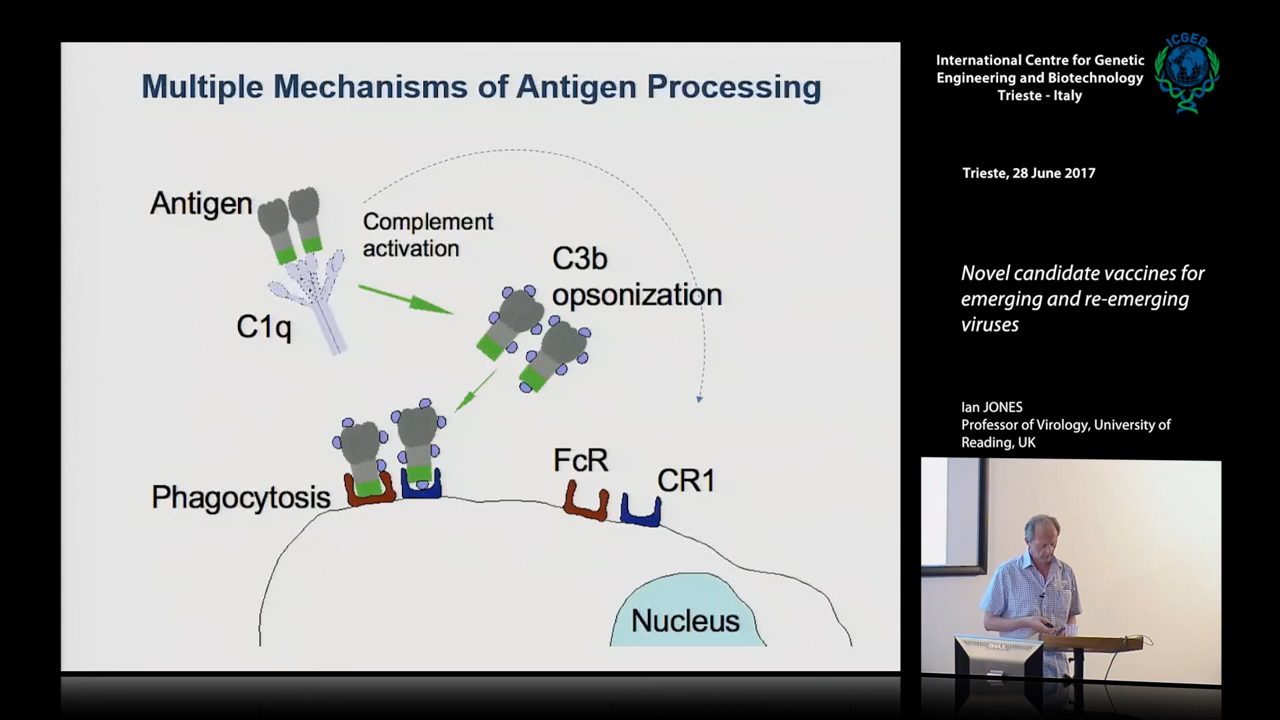 Multiple Mechanisms of Antigen Processing
Antigen
Complement
activation
C1q
C3b
opsonization
Phagocytosis
FcR
CR1
Nucleus
ICGEB
International Centre for Genetic
Engineering and Biotechnology
Trieste - Italy
Trieste, 28 June 2017
Novel candidate vaccines for
emerging and re-emerging
viruses
Ian JONES
Professor of Virology, University of
Reading, UK